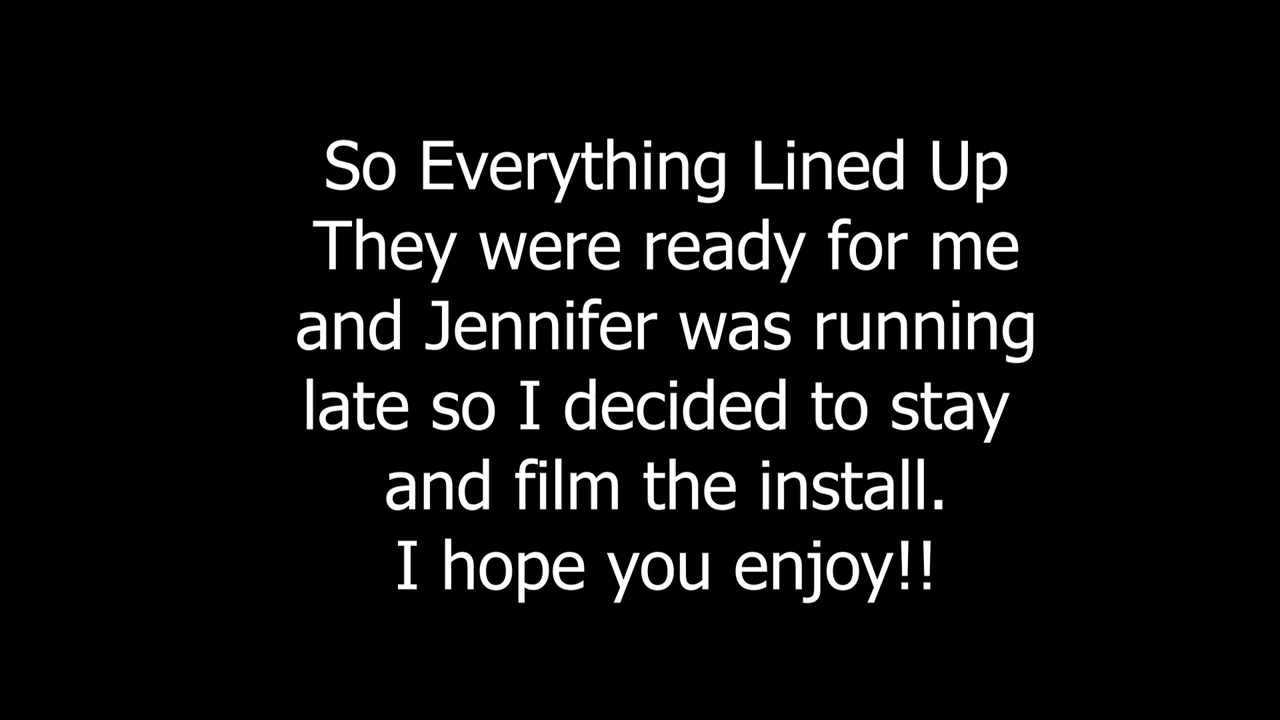 So Everything Lined Up
They were ready for me
and Jennifer was running
late so I decided to stay
and film the install.
I hope you enjoy!!